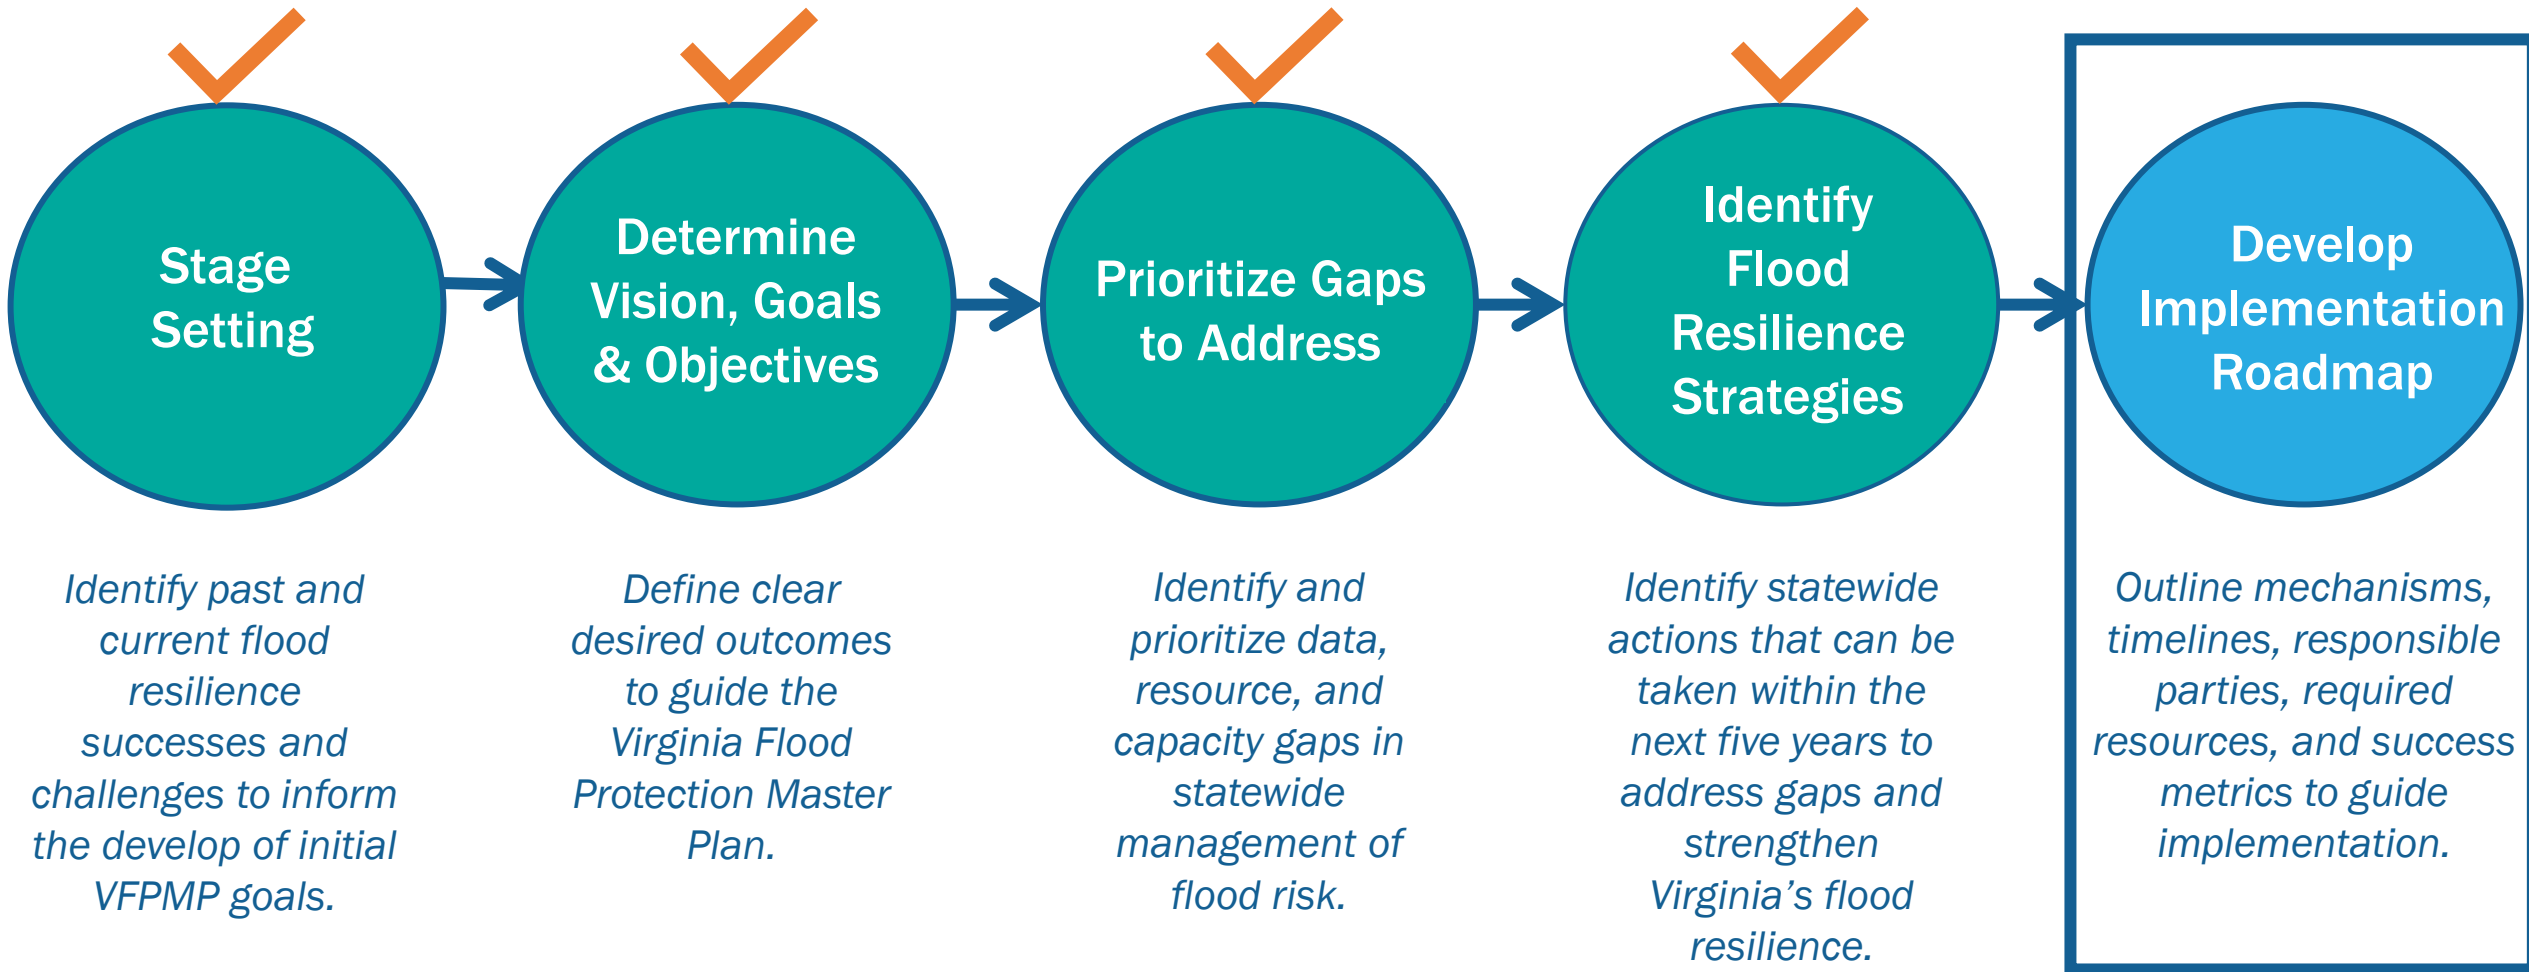 Stage
Setting
Determine
Vision, Goals
& Objectives
Prioritize Gaps
to Address
Identify
Flood
Resilience
Strategies
Develop
Implementation
Roadmap
Identify past and
current flood
resilience
successes and
challenges to inform
the develop of initial
VFPMP goals.
Define clear
desired outcomes
to guide the
Virginia Flood
Protection Master
Plan.
Identify and
prioritize data,
resource, and
capacity gaps in
statewide
management of
flood risk.
Identify statewide
actions that can be
taken within the
next five years to
address gaps and
strengthen
Virginia’s flood
resilience.
Outline mechanisms,
timelines, responsible
parties, required
resources, and success
metrics to guide
implementation.